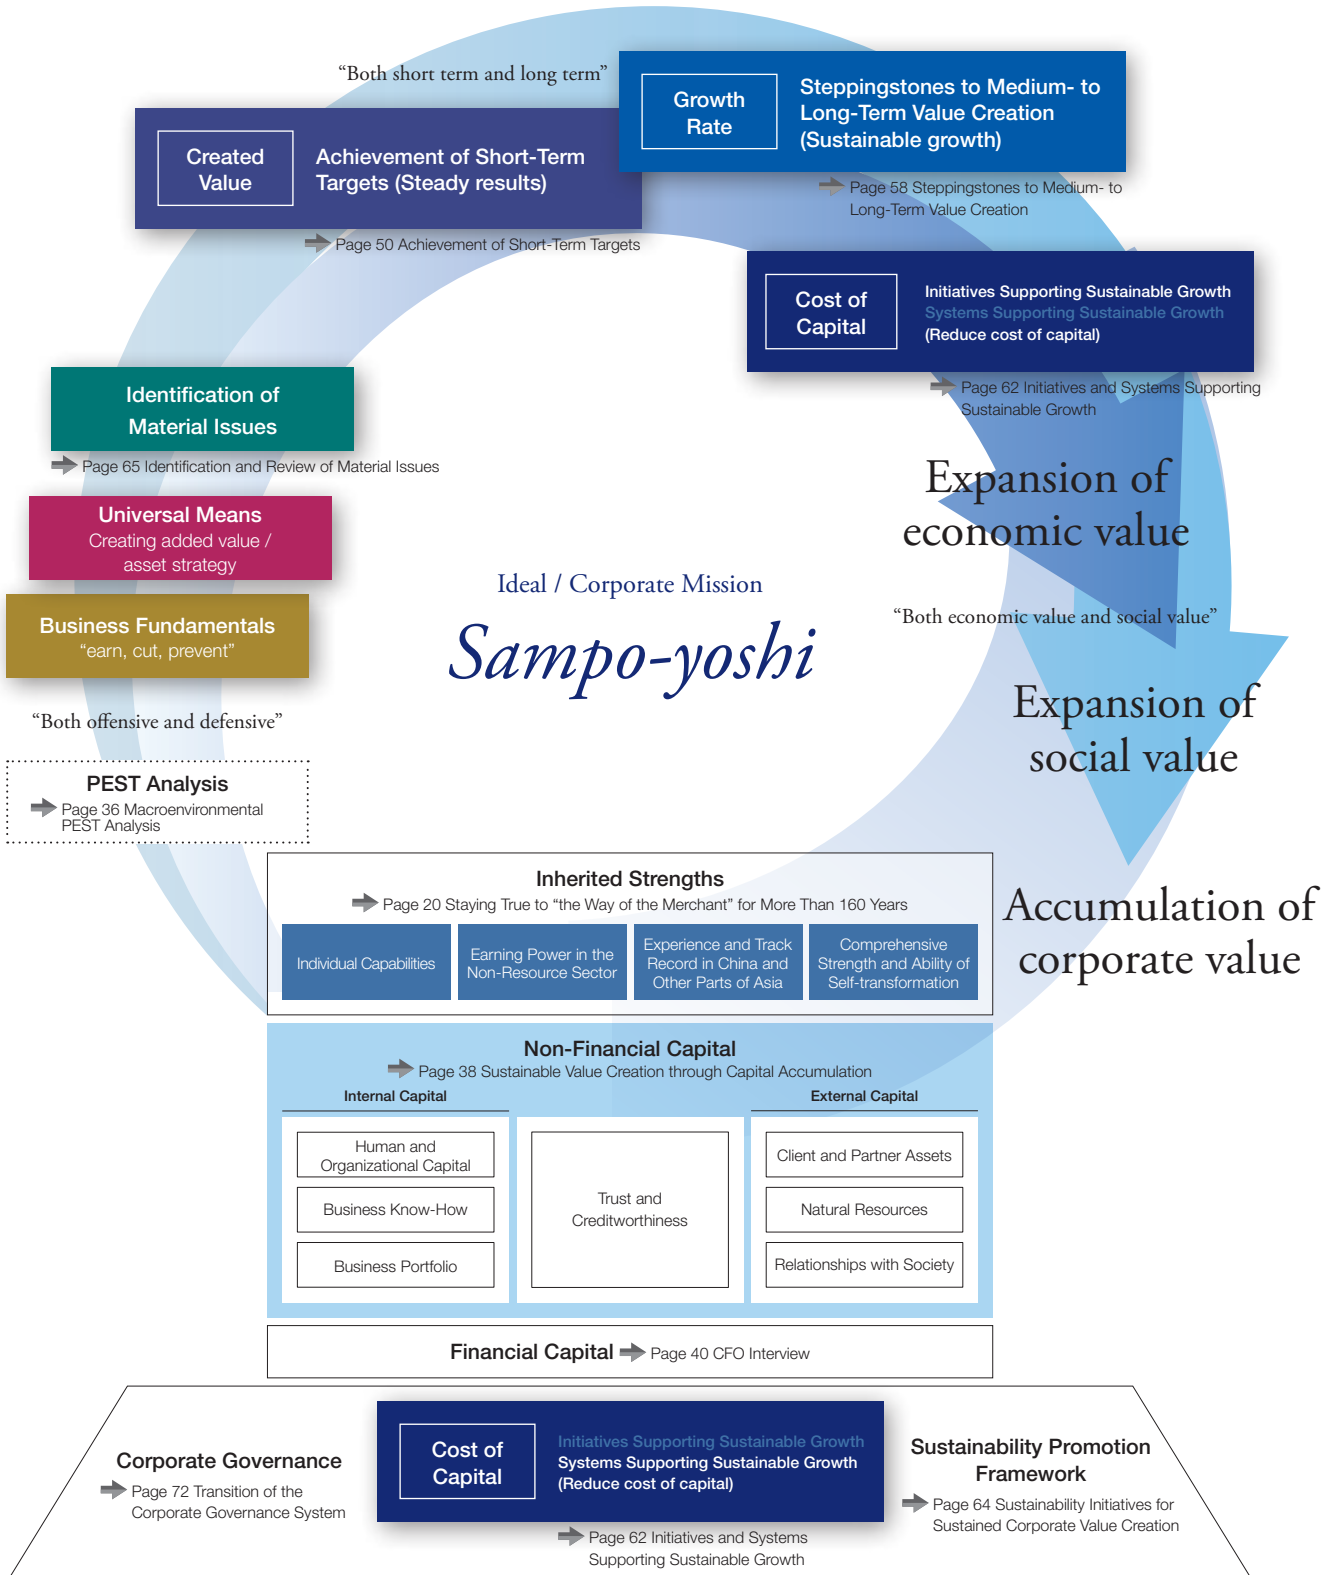 “Both short term and long term”
Growth
Rate
Steppingstones to Medium- to
Long-Term Value Creation
(Sustainable growth)
Page 58 Steppingstones to Medium- to
Long-Term Value Creation
Created
Value
Achievement of Short-Term
Targets (Steady results)
Page 50 Achievement of Short-Term Targets
Cost of
Capital
Initiatives Supporting Sustainable Growth
Systems Supporting Sustainable Growth
(Reduce cost of capital)
Page 62 Initiatives and Systems Supporting
Sustainable Growth
Identification of
Material Issues
Page 65 Identification and Review of Material Issues
Universal Means
Creating added value /
asset strategy
Business Fundamentals
“earn, cut, prevent”
“Both offensive and defensive”
PEST Analysis
Page 36 Macroenvironmental
PEST Analysis
Ideal / Corporate Mission
Sampo-yoshi
Expansion of
economic value
“Both economic value and social value”
Expansion of
social value
Accumulation of
corporate value
Inherited Strengths
Page 20 Staying True to “the Way of the Merchant” for More Than 160 Years
Individual Capabilities
Earning Power in the
Non-Resource Sector
Experience and Track
Record in China and
Other Parts of Asia
Comprehensive
Strength and Ability of
Self-transformation
Non-Financial Capital
Page 38 Sustainable Value Creation through Capital Accumulation
Internal Capital
Human and
Organizational Capital
Business Know-How
Business Portfolio
Trust and
Creditworthiness
External Capital
Client and Partner Assets
Natural Resources
Relationships with Society
Financial Capital Page 40 CFO Interview
Corporate Governance
Page 72 Transition of the
Corporate Governance System
Cost of
Capital
Initiatives Supporting Sustainable Growth
Systems Supporting Sustainable Growth
(Reduce cost of capital)
Page 62 Initiatives and Systems
Supporting Sustainable Growth
Sustainability Promotion
Framework
Page 64 Sustainability Initiatives for
Sustained Corporate Value Creation